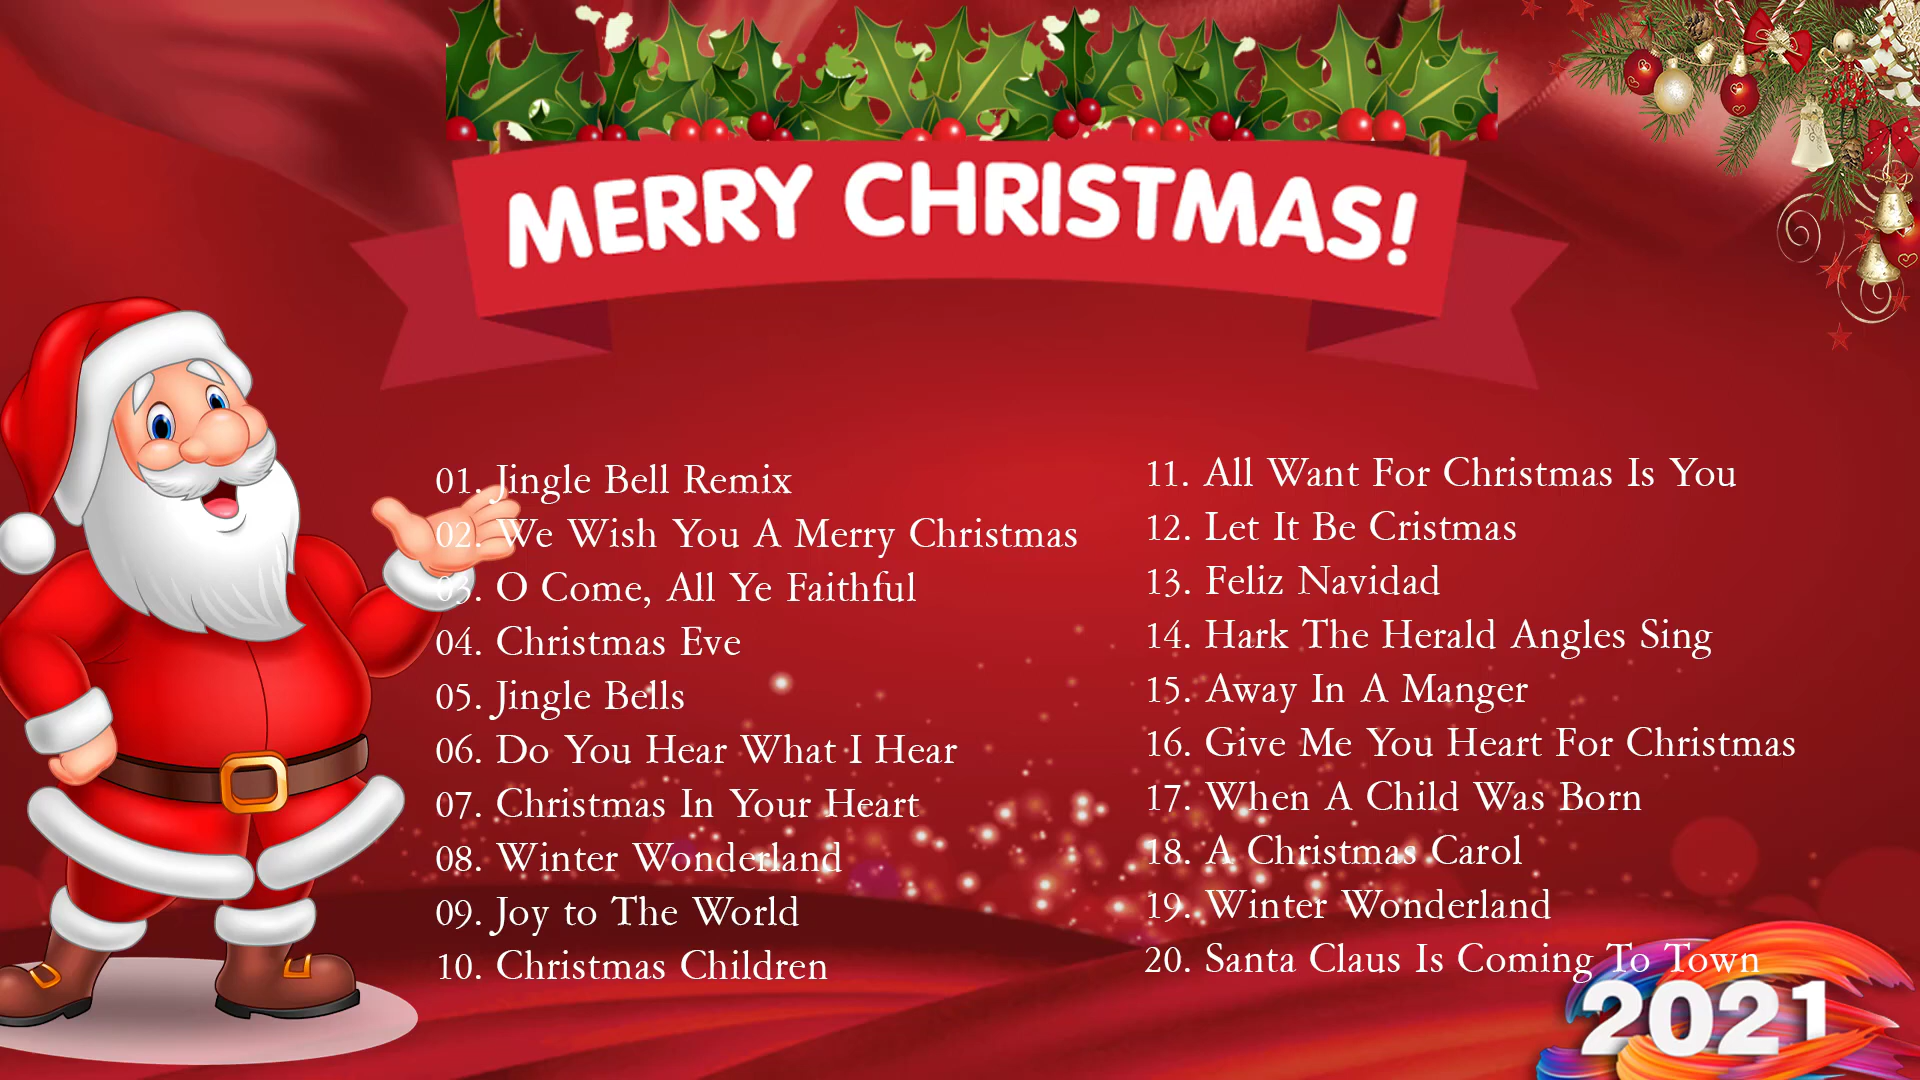 MERRY CHRISTMAS!
01. Jingle Bell Remix
02. We Wish You A Merry Christmas
03. O Come, All Ye Faithful
04. Christmas Eve
05. Jingle Bells
06. Do You Hear What I Hear
07. Christmas In Your Heart
08. Winter Wonderland
09. Joy to The World
10. Christmas Children
11. All Want For Christmas Is You
12. Let It Be Cristmas
13. Feliz Navidad
14. Hark The Herald Angles Sing
15. Away In A Manger
16. Give Me You Heart For Christmas
17. When A Child Was Born
18. A Christmas Carol
19. Winter Wonderland
20. Santa Claus Is Coming To Town
2021